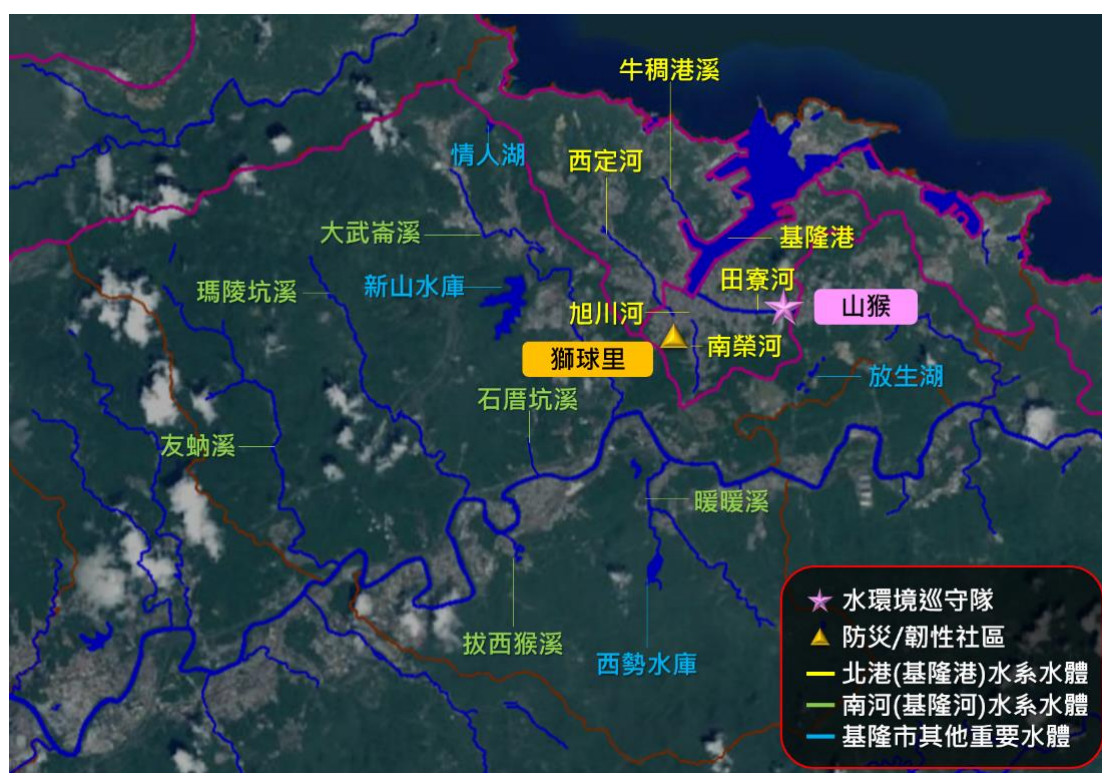 牛稠港溪
情人湖
西定河
大武崙溪
基隆港
瑪陵坑溪
新山水庫
田寮河
旭川河
山猴
獅球里
南榮河
放生湖
石厝坑溪
友蚋溪
暖暖溪
拔西猴溪
西勢水庫
水環境巡守隊
防災/韌性社區
北港(基隆港)水系水體
南河(基隆河)水系水體
基隆市其他重要水體